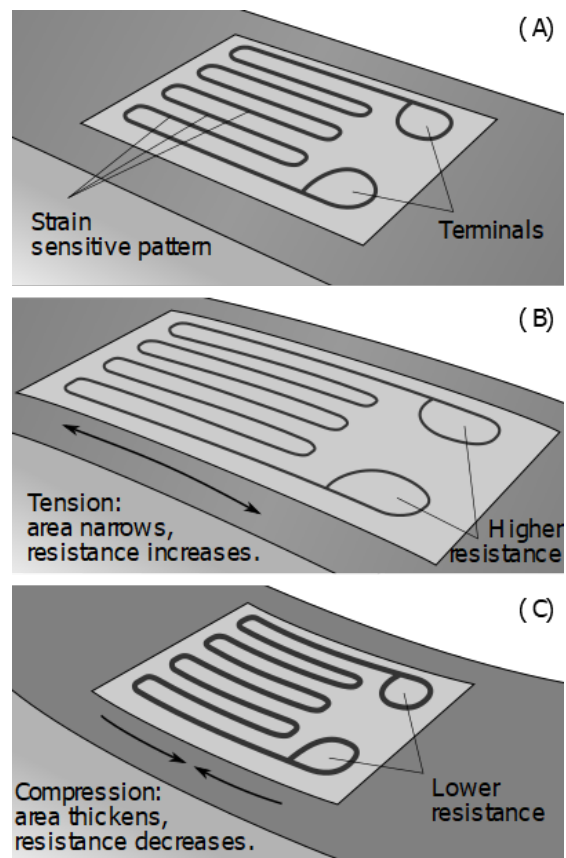 (A)
Strain
sensitive pattern
Terminals
(B)
Tension:
area narrows,
resistance increases.
Higher
resistance
(C)
Compression:
area thickens,
resistance decreases.
Lower
resistance